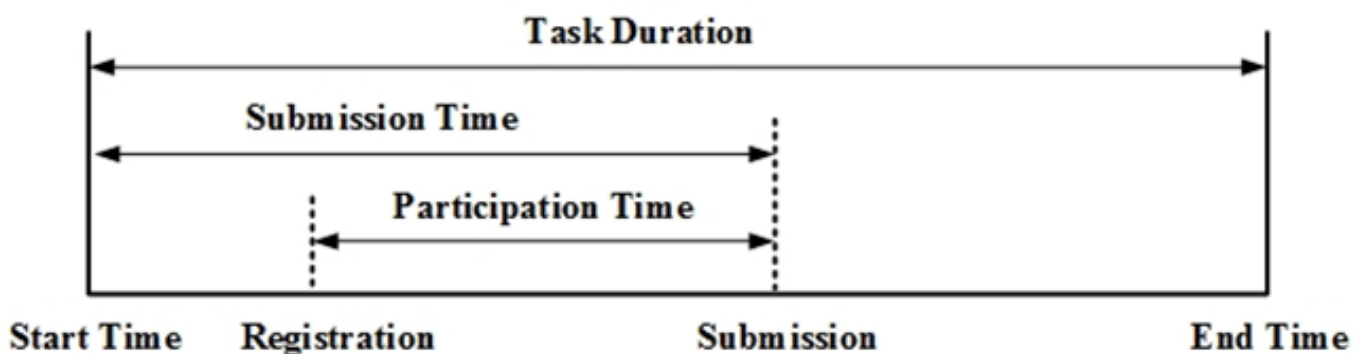 Task Duration
Submission Time
Participation Time
Start Time Registration Submission End Time